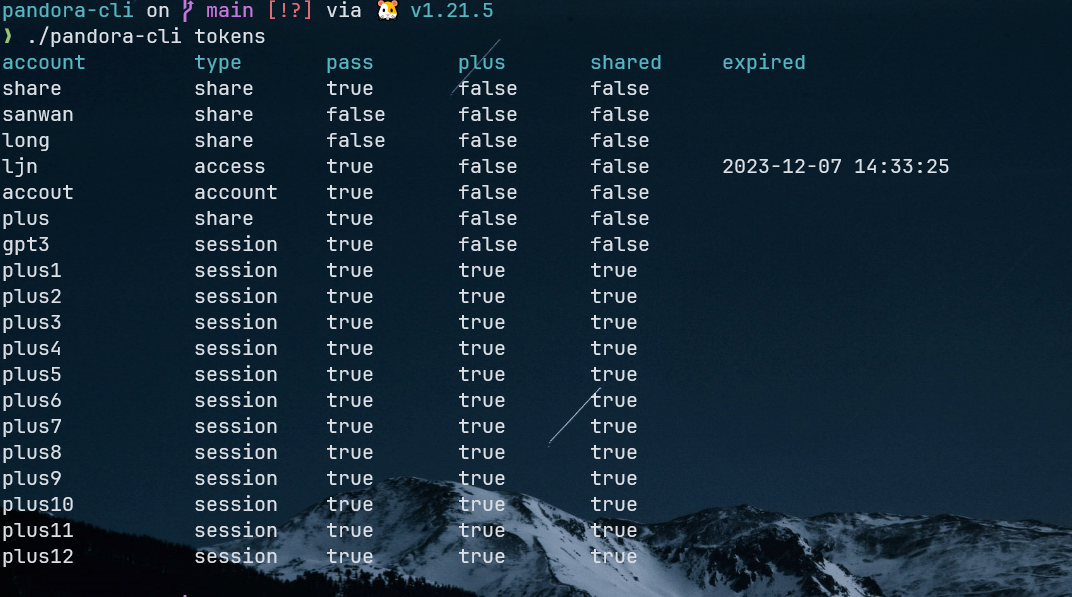 pandora-cli on main [!?] via 🐹 v1.21.5
❯ ./pandora-cli tokens
account type pass plus shared expired
share share true false false
sanwan share false false false
long share false false false
ljn access true false false 2023-12-07 14:33:25
accout account true false false
plus share true false false
gpt3 session true false false
plus1 session true true true
plus2 session true true true
plus3 session true true true
plus4 session true true true
plus5 session true true true
plus6 session true true true
plus7 session true true true
plus8 session true true true
plus9 session true true true
plus10 session true true true
plus11 session true true true
plus12 session true true true